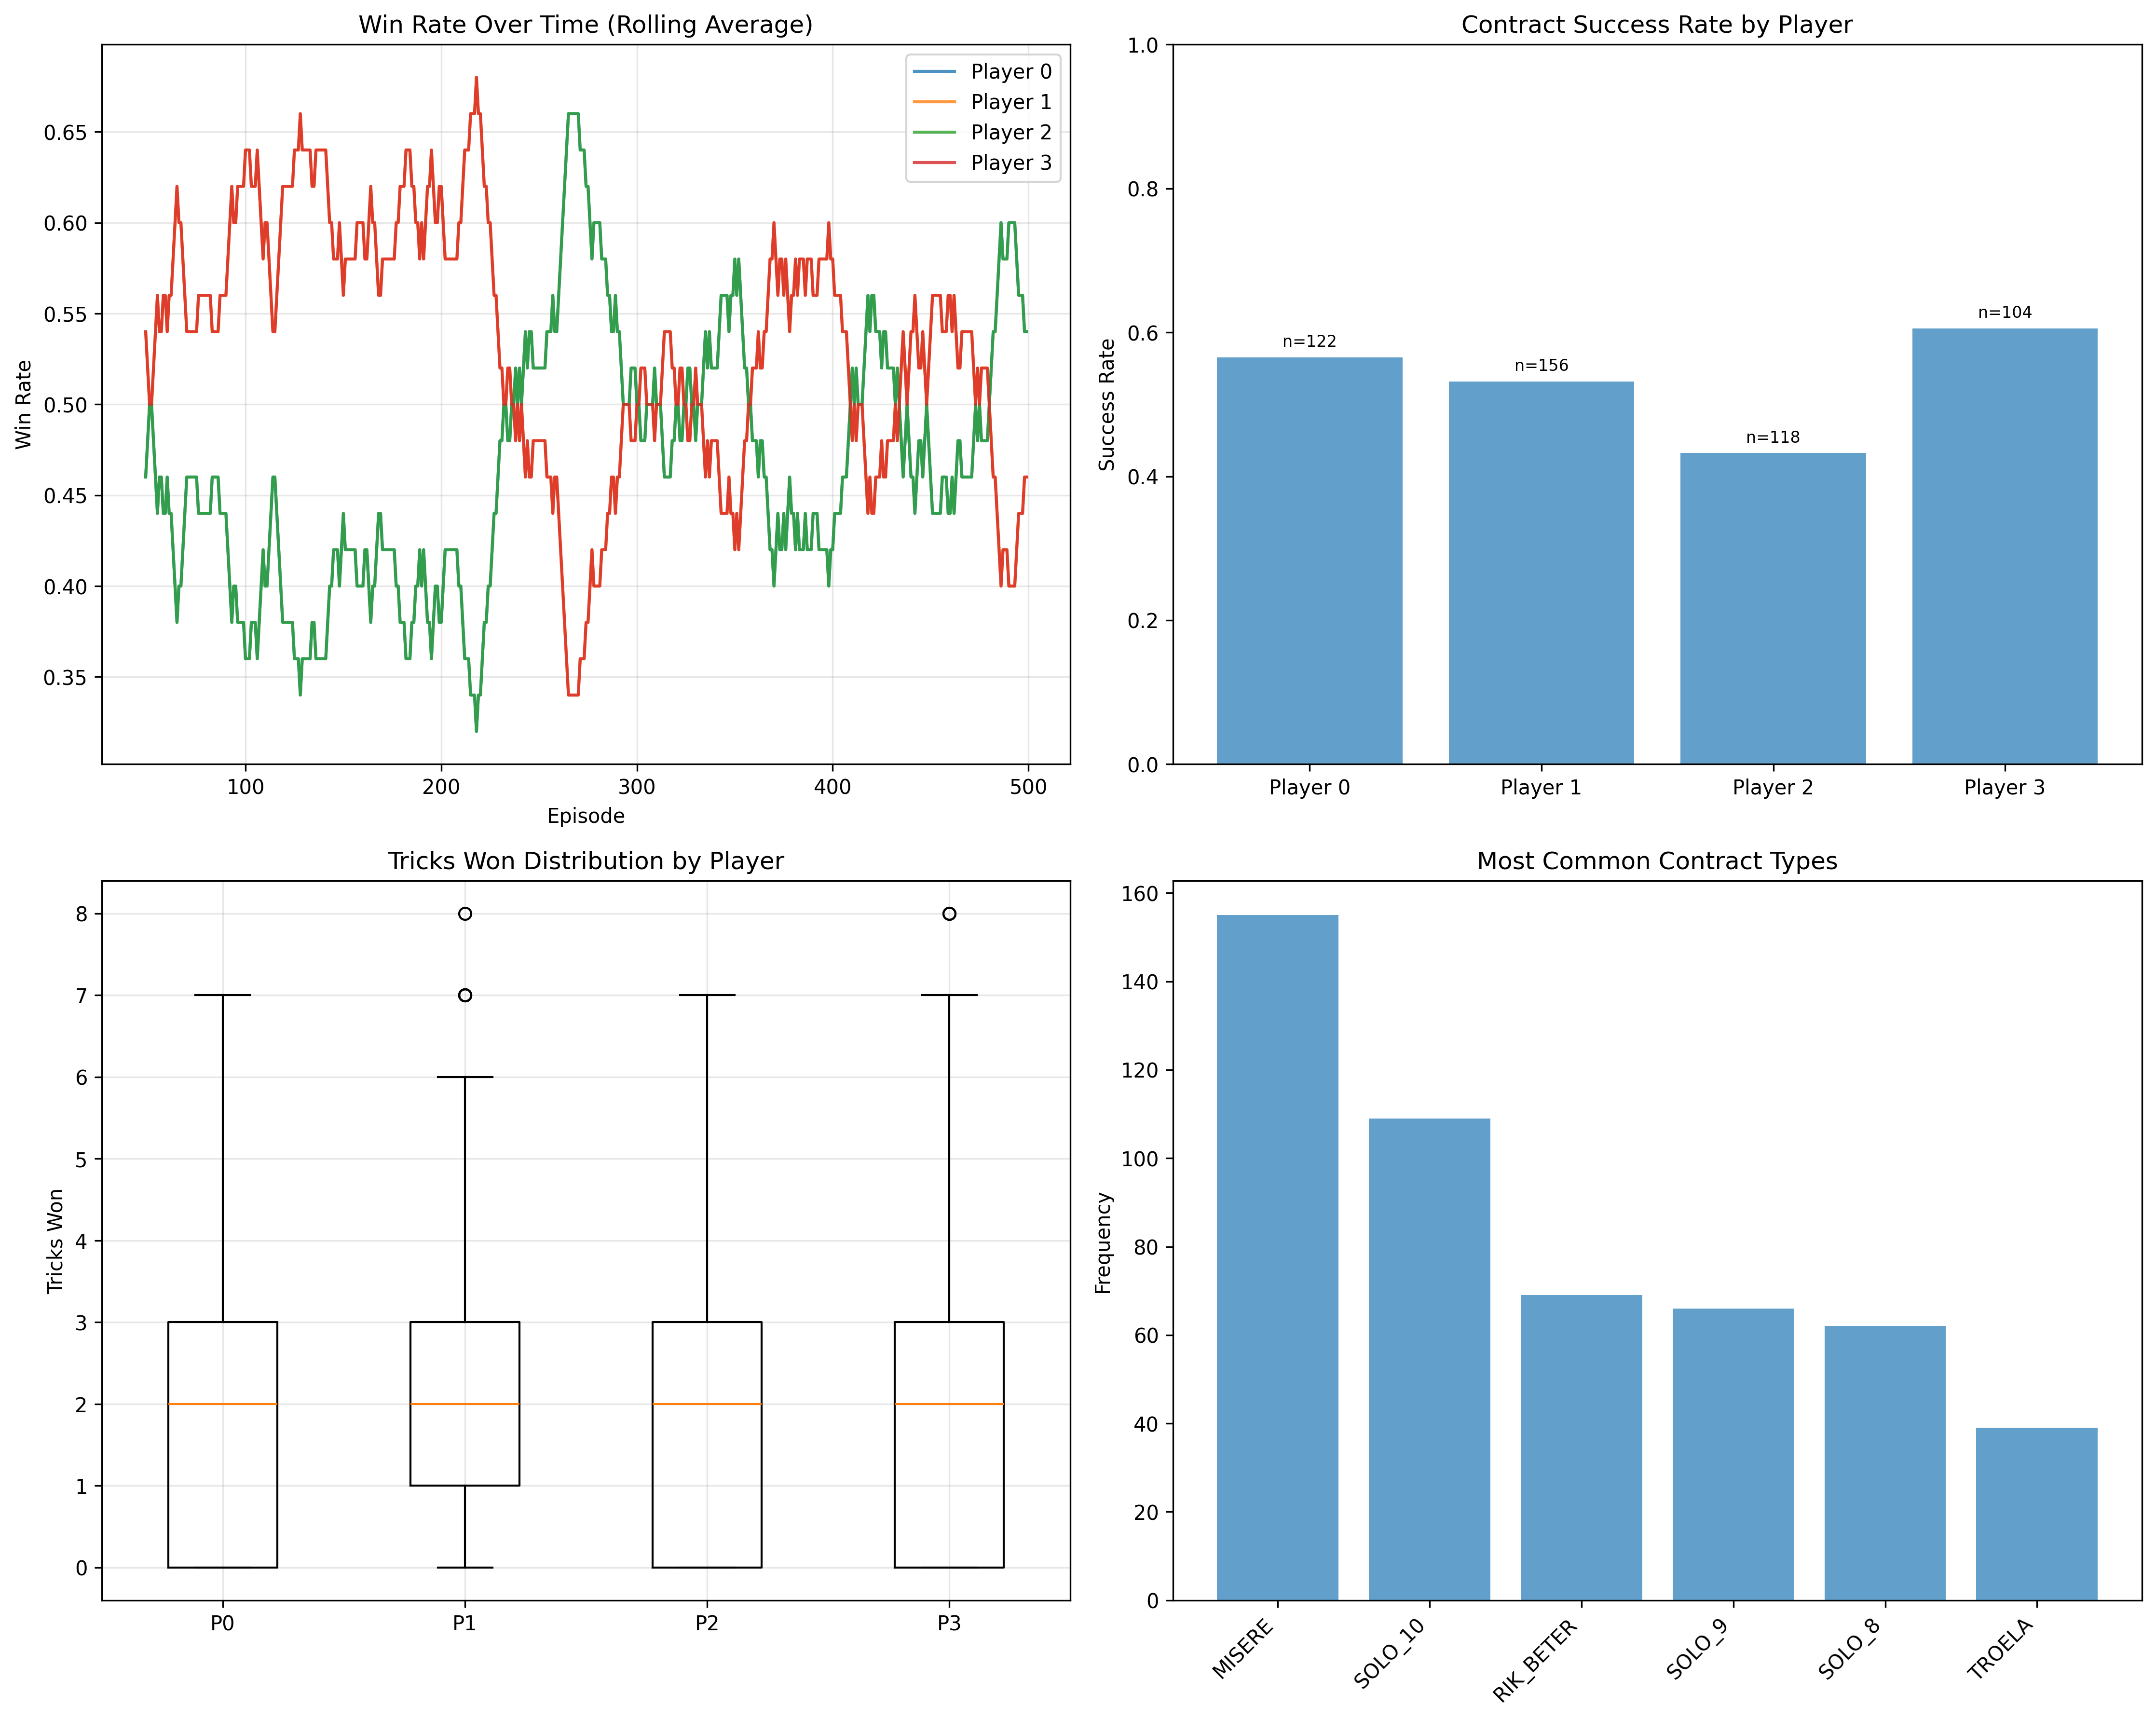 Win Rate Over Time (Rolling Average)
Win Rate
0.65
0.60
0.55
0.50
0.45
0.40
0.35
100
200
300
400
500
Episode
Player 0
Player 1
Player 2
Player 3
Contract Success Rate by Player
Success Rate
1.0
0.8
0.6
0.4
0.2
0.0
n=122
n=156
n=118
n=104
Player 0
Player 1
Player 2
Player 3
Tricks Won Distribution by Player
Tricks Won
8
7
6
5
4
3
2
1
0
P0
P1
P2
P3
Most Common Contract Types
Frequency
160
140
120
100
80
60
40
20
0
MISERE
SOLO_10
RIK_BETER
SOLO_9
SOLO_8
TROELA